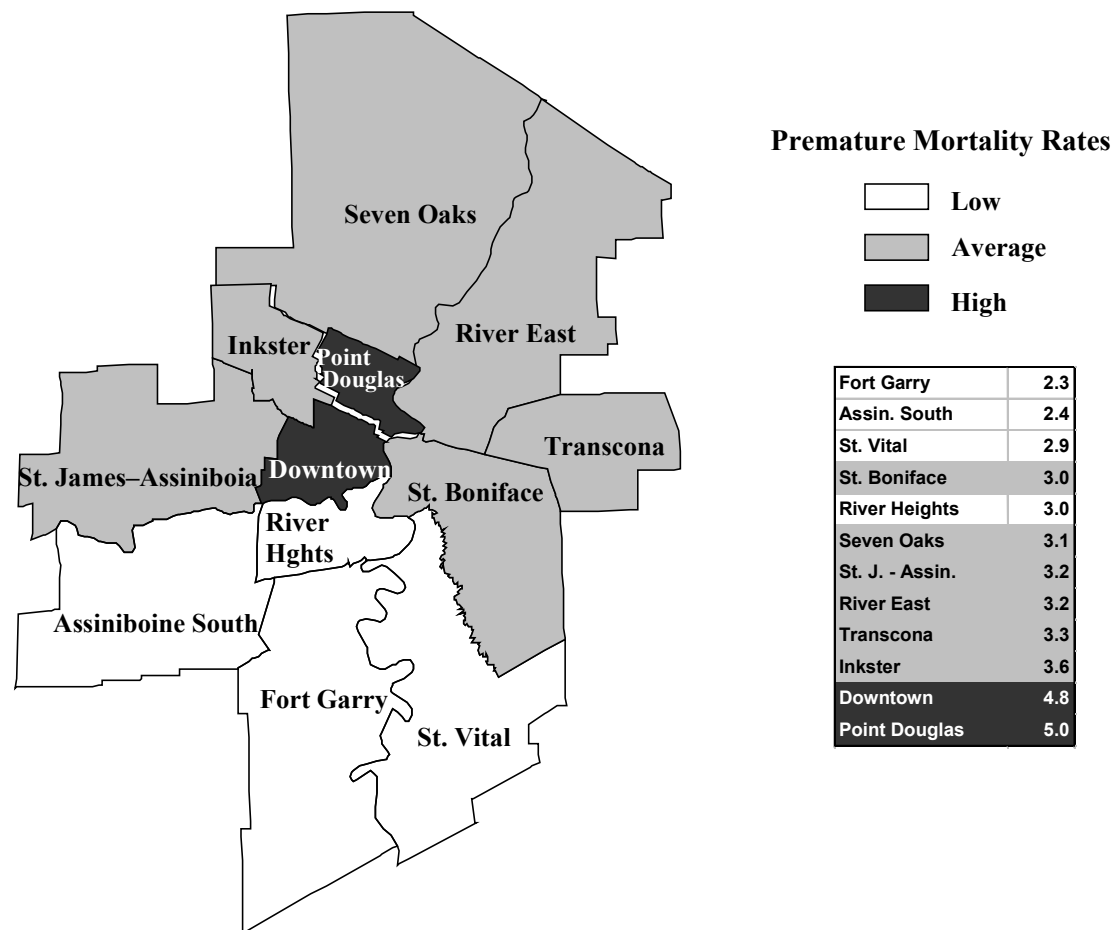 Premature Mortality Rates
Low
Average
High
Seven Oaks
River East
Inkster
Point
Douglas
Transcona
St. James–Assiniboia
Downtown
St. Boniface
River
Hghts
Assiniboine South
Fort Garry
St. Vital
Fort Garry 2.3
Assin. South 2.4
St. Vital 2.9
St. Boniface 3.0
River Heights 3.0
Seven Oaks 3.1
St. J. - Assin. 3.2
River East 3.2
Transcona 3.3
Inkster 3.6
Downtown 4.8
Point Douglas 5.0